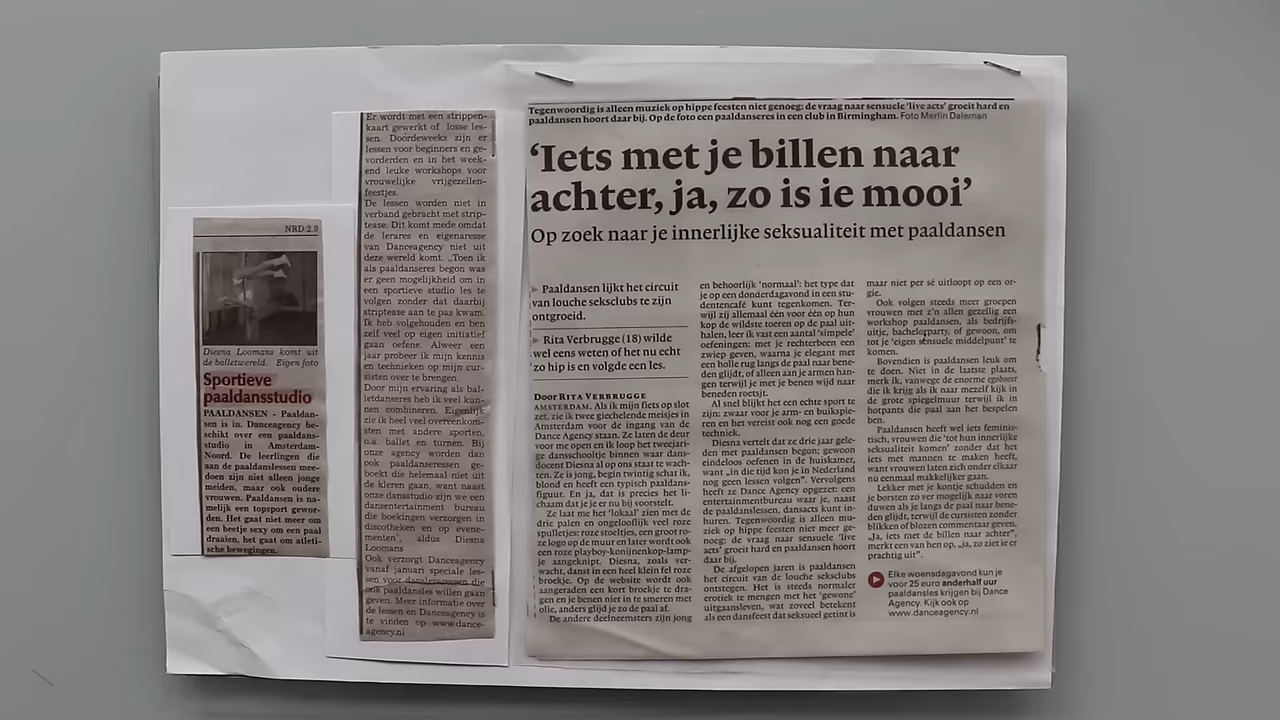 NRD 2.9
Diesna Loomans komt uit
de balletwereld. Eigen foto
Sportieve
paaldansstudio
PAALDANSEN - Paaldan-
sen is in. Danceagency be-
schikt over een paaldans-
studio in Amsterdam-
Noord. De leerlingen die
aan de paaldanslessen mee-
doen zijn niet alleen jonge
meiden, maar ook oudere
vrouwen. Paaldansen is na-
melijk een topsport gewor-
den. Het gaat niet meer om
een beetje sexy om een paal
draaien, het gaat om atleti-
sche bewegingen.
Er wordt met een strippen-
kaart gewerkt of losse les-
sen. Doordeweeks zijn er
lessen voor beginners en ge-
vorderden en in het week-
end leuke workshops voor
vrouwelijke vrijgezellen-
feestjes.
De lessen worden niet in
verband gebracht met strip-
tease. Dit komt mede omdat
de lerares en eigenaresse
van Danceagency niet uit
deze wereld komt. „Toen ik
als paaldanseres begon was
er geen mogelijkheid om in
een sportieve studio les te
volgen zonder dat daarbij
striptease aan te pas kwam.
Ik heb volgehouden en ben
zelf veel op eigen initiatief
gaan oefene. Alweer een
jaar probeer ik mijn kennis
en technieken op mijn cur-
sisten over te brengen.
Door mijn ervaring als bal-
letdanseres heb ik veel kun-
nen combineren. Eigenlijk
zie ik heel veel overeenkom-
sten met andere sporten,
o.a. ballet en turnen. Bij
onze agency worden dan
ook paaldanseressen ge-
boekt die helemaal niet uit
de kleren gaan, want naast
onze dansstudio zijn we een
dansentertainment bureau
die boekingen verzorgen in
discotheken en op evene-
menten’, aldus Diesna
Loomans
Ook verzorgt Danceagency
vanaf januari speciale les-
sen voor danslerares­sen die
ook paaldansles willen gaan
geven. Meer informatie over
de lessen en Danceagency is
te vinden op www.dance-
agency.nl
Tegenwoordig is alleen muziek op hippe feesten niet genoeg: de vraag naar sensuele ‘live acts’ groeit hard en
paaldansen hoort daar bij. Op de foto een paaldanseres in een club in Birmingham. Foto Merlin Daleman
‘Iets met je billen naar
achter, ja, zo is ie mooi’
Op zoek naar je innerlijke seksualiteit met paaldansen
Paaldansen lijkt het circuit
van louche seksclubs te zijn
ontgroeid.
Rita Verbrugge (18) wilde
wel eens weten of het nu echt
zo hip is en volgde een les.
Door RITA VERBRUGGE
AMSTERDAM. Als ik mijn fiets op slot
zet, zie ik twee giechelende meisjes in
Amsterdam voor de ingang van de
Dance Agency staan. Ze laten de deur
voor me open en ik loop het tweejari-
ge dansschooltje binnen waar dans-
docent Diesna al op ons staat te wach-
ten. Ze is jong, begin twintig schat ik,
blond en heeft een typisch paaldans-
figuur. En ja, dat is precies het li-
chaam dat je je er nu bij voorstelt.
Ze laat me het ‘lokaal’ zien met de
drie palen en ongelooflijk veel roze
spulletjes: roze stoeltjes, een groot ro-
ze logo op de muur en later wordt ook
een roze playboy-konijnenkop-lamp-
je aangeknipt. Diesna, zoals ver-
wacht, danst in een heel klein fel roze
broekje. Op de website wordt ook
aangeraden een kort broekje te dra-
gen en je benen niet in te smeren met
olie, anders glijd je zo de paal af.
De andere deelneemsters zijn jong
en behoorlijk ‘normaal’: het type dat
je op een donderdagavond in een stu-
dentencafé kunt tegenkomen. Ter-
wijl zij allemaal één voor één op hun
kop de wildste toeren op de paal uit-
halen, leer ik vast een aantal ‘simpele’
oefeningen: met je rechterbeen een
zwiep geven, waarna je elegant met
een holle rug langs de paal naar bene-
den glijdt, of alleen aan je armen han-
gen terwijl je met je benen wijd naar
beneden roetsjt.
Al snel blijkt het een echte sport te
zijn: zwaar voor je arm- en buikspie-
ren en het vereist ook nog een goede
techniek.
Diesna vertelt dat ze drie jaar gele-
den met paaldansen begon; gewoon
eindeloos oefenen in de huiskamer,
want „in die tijd kon je in Nederland
nog geen lessen volgen”. Vervolgens
heeft ze Dance Agency opgezet: een
entertainmentbureau waar je, naast
de paaldanslessen, dansacts kunt in-
huren. Tegenwoordig is alleen mu-
ziek op hippe feesten niet meer ge-
noeg; de vraag naar sensuele ‘live
acts’ groeit hard en paaldansen hoort
daar bij.
De afgelopen jaren is paaldansen
het circuit van de louche seksclubs
ontstegen. Het is steeds normaler
erotiek te mengen met het ‘gewone’
uitgaansleven, wat zoveel betekent
als een dansfeest dat seksueel getint is
maar niet per sé uitloopt op een or-
gie.
Ook volgen steeds meer groepen
vrouwen met z’n allen gezellig een
workshop paaldansen, als bedrijfs-
uitje, bacheloparty, of gewoon, om
tot je ‘eigen sensuele middelpunt’ te
komen.
Bovendien is paaldansen leuk om
te doen. Niet in de laatste plaats,
merk ik, vanwege de enorme geboert
die ik krijg als ik naar mezelf kijk in
de grote spiegelmuur terwijl ik in
hotpants die paal aan het bespelen
ben.
Paaldansen heeft wel iets feminis-
tisch, vrouwen die ‘tot hun innerlijke
seksualiteit komen’ zonder dat het
iets met mannen te maken heeft,
want vrouwen laten zich onder elkaar
nu eenmaal makkelijker gaan.
Lekker met je kontje schudden en
je borsten zo ver mogelijk naar voren
duwen als je langs de paal naar bene-
den glijdt, terwijl de cursisten zonder
blikken of blozen commentaar geven.
„Ja, iets met de billen naar achter”,
merkt een van hen op, „ja, zo ziet ie er
prachtig uit”.
Elke woensdagavond kun je
voor 25 euro anderhalf uur
paaldansles krijgen bij Dance
Agency. Kijk ook op
www.danceagency.nl